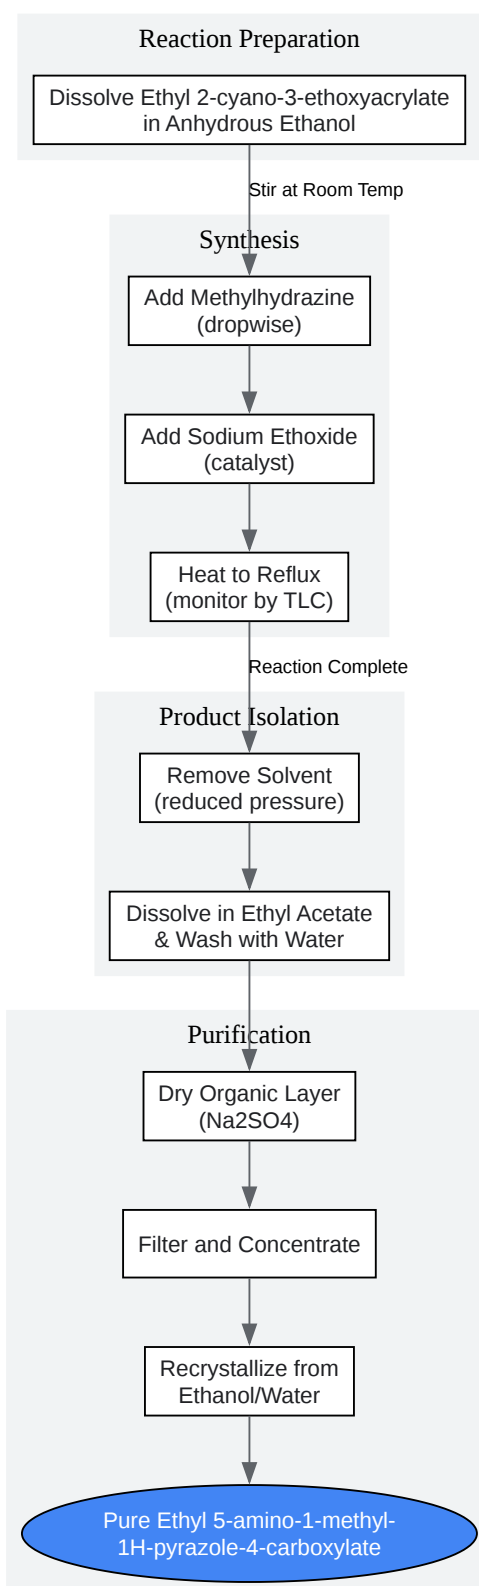 Reaction Preparation
Dissolve Ethyl 2-cyano-3-ethoxyacrylate
in Anhydrous Ethanol
Stir at Room Temp
Synthesis
Add Methylhydrazine
(dropwise)
Add Sodium Ethoxide
(catalyst)
Heat to Reflux
(monitor by TLC)
Reaction Complete
Product Isolation
Remove Solvent
(reduced pressure)
Dissolve in Ethyl Acetate
& Wash with Water
Purification
Dry Organic Layer
(Na2SO4)
Filter and Concentrate
Recrystallize from
Ethanol/Water
Pure Ethyl 5-amino-1-methyl-
1H-pyrazole-4-carboxylate